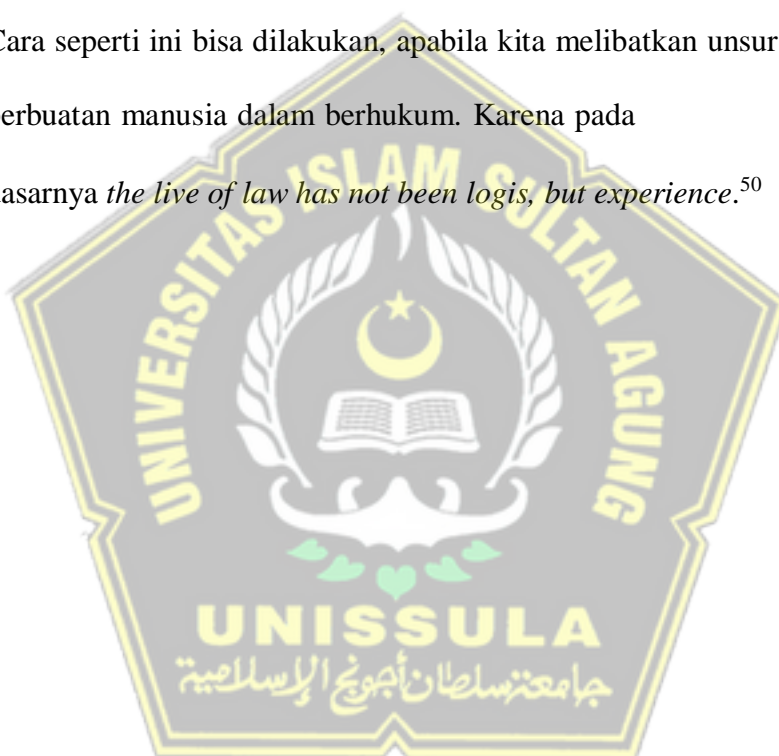 Cara seperti ini bisa dilakukan, apabila kita melibatkan unsur
perbuatan manusia dalam berhukum. Karena pada
dasarnya the live of law has not been logis, but experience.50
UNIVERSITAS ISLAM SULTAN AGUNG
UNISSULA
جامعة سلطان أجونج الإسلامية